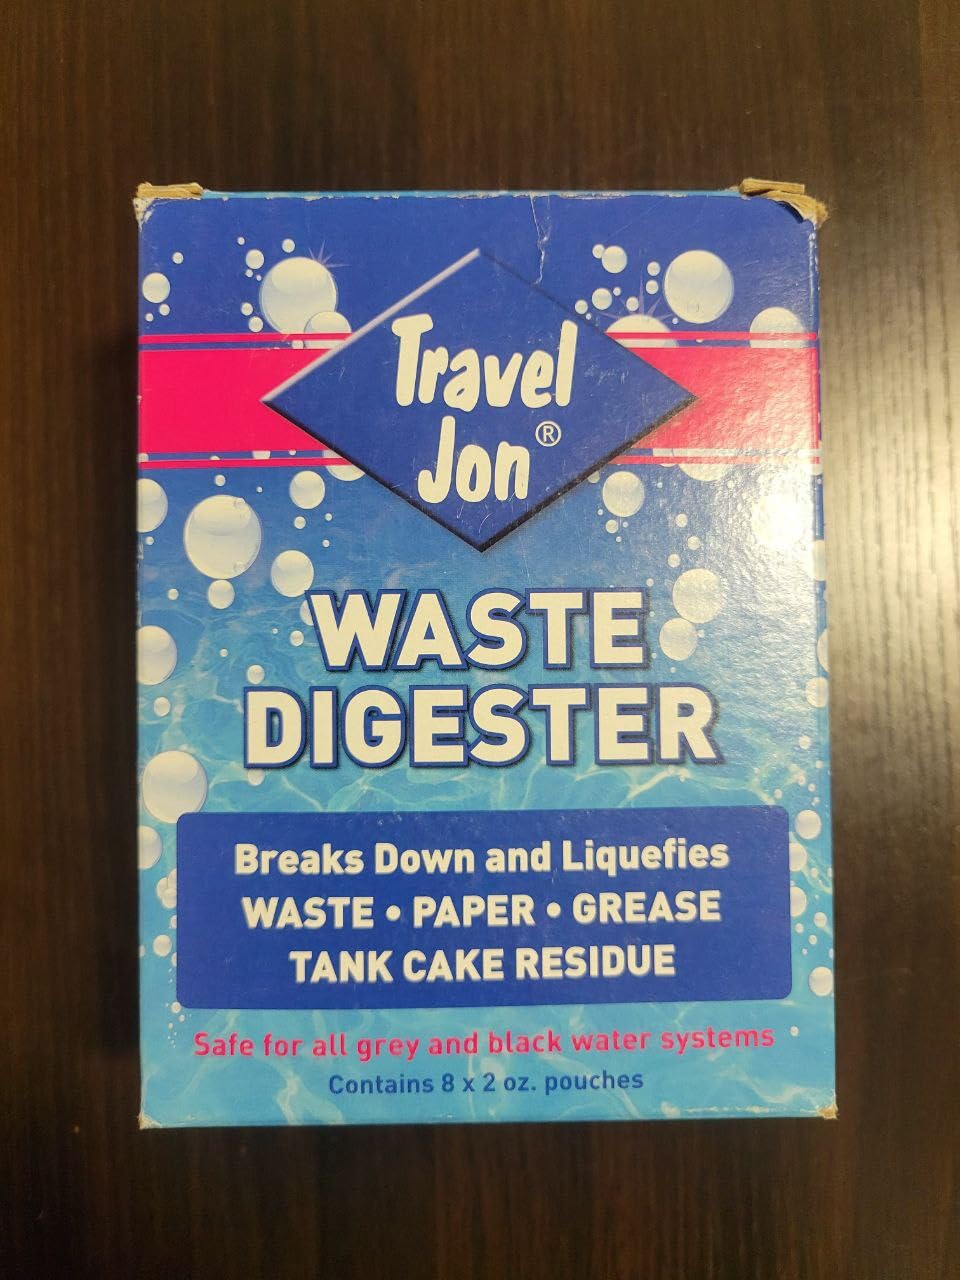 Travel
Jon®
WASTE
DIGESTER
Breaks Down and Liquefies
WASTE • PAPER • GREASE
TANK CAKE RESIDUE
Safe for all grey and black water systems
Contains 8 x 2 oz. pouches